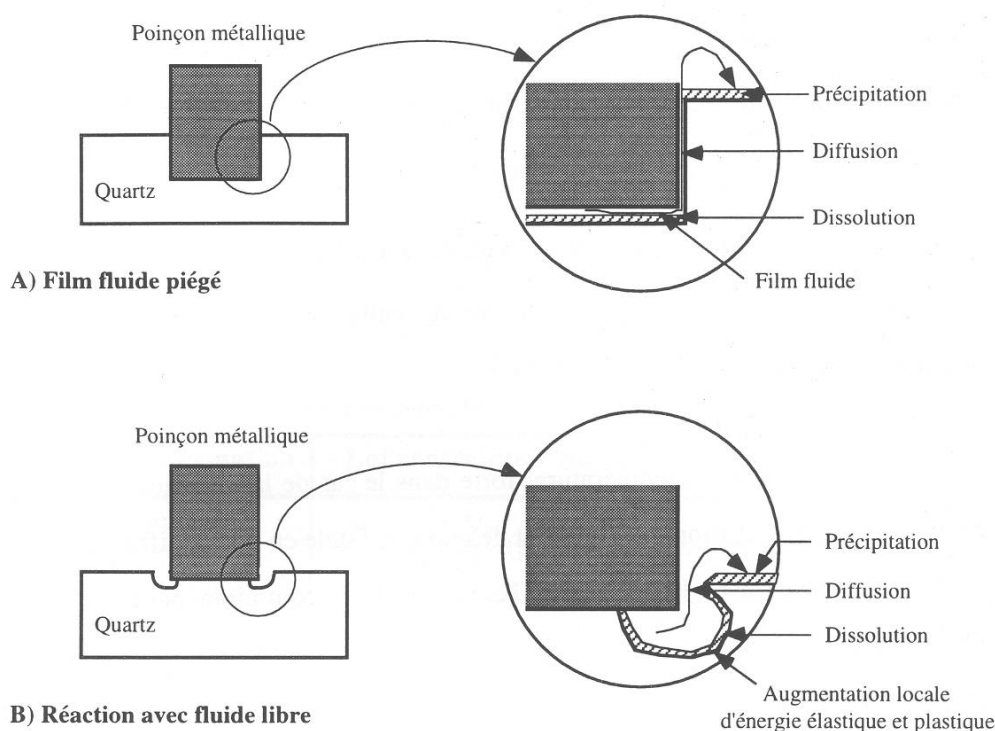 Poinçon métallique
Précipitation
Diffusion
Quartz
Dissolution
Film fluide
A) Film fluide piégé
Poinçon métallique
Précipitation
Diffusion
Quartz
Dissolution
Augmentation locale
d'énergie élastique et plastique
B) Réaction avec fluide libre